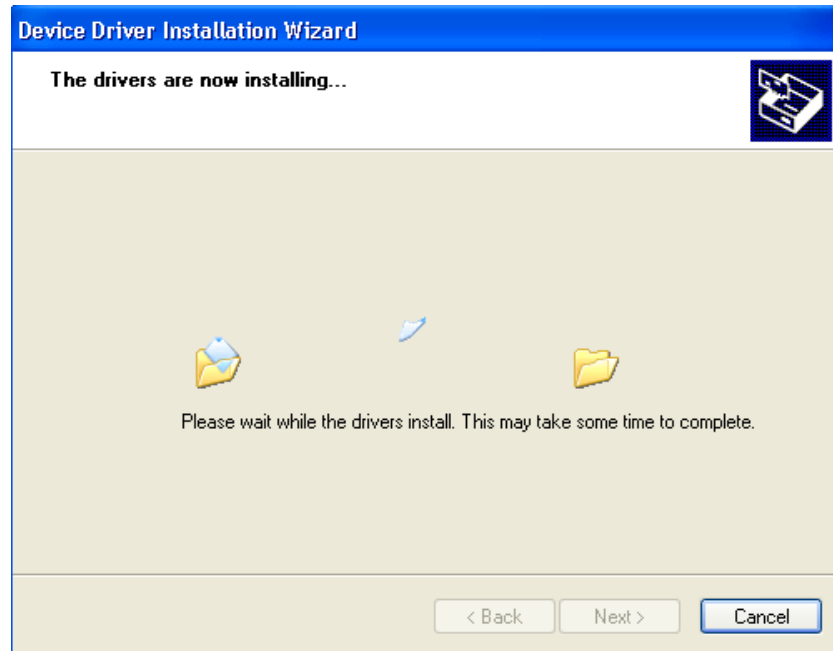 Device Driver Installation Wizard
The drivers are now installing...
Please wait while the drivers install. This may take some time to complete.
< Back
Next >
Cancel